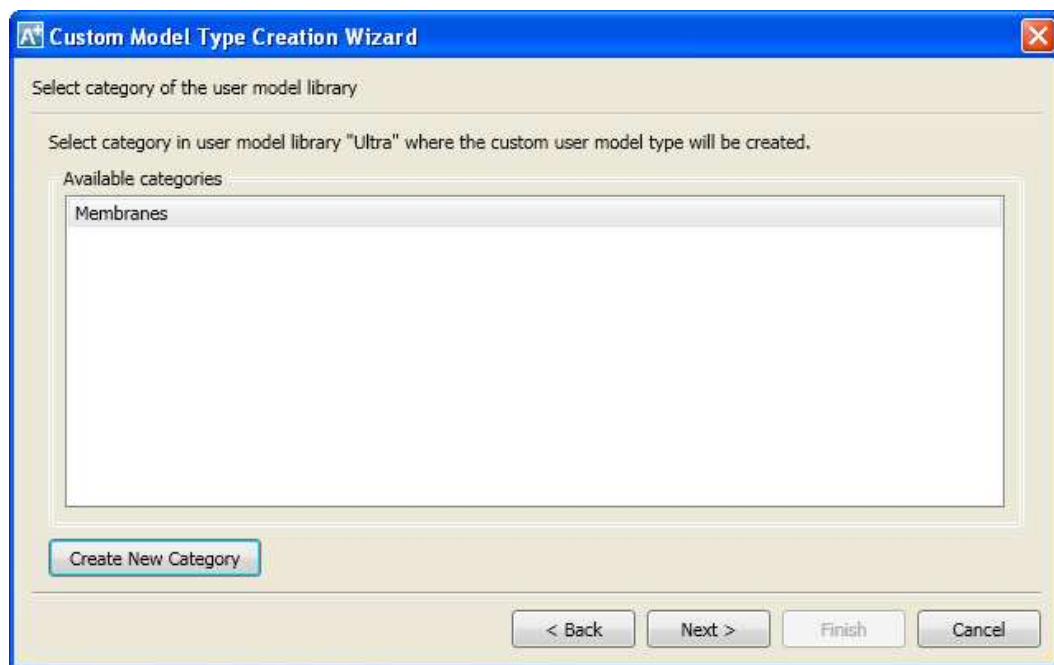 Custom Model Type Creation Wizard
Select category of the user model library
Select category in user model library "Ultra" where the custom user model type will be created.
Available categories
Membranes
Create New Category
< Back Next > Finish Cancel